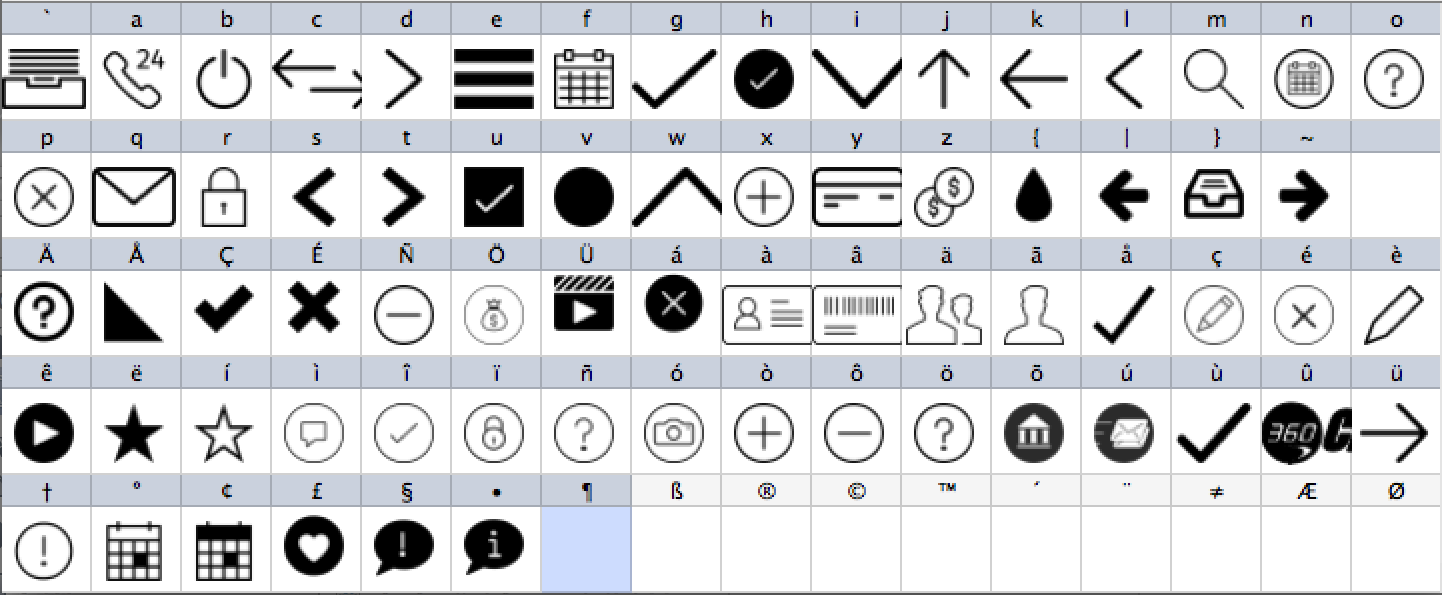 ` a b c d e f g h i j k l m n o
24
p q r s t u v w x y z { | } ~
$ $
Ä Å Ç É Ñ Ö Ü á à â ä ã å ç é è
? $
ê ë í ì î ï ñ ó ò ô ö õ ú ù û ü
? ? 360
† ° ¢ £ § • ¶ ß ® © ™ ´ ¨ ≠ Æ Ø
! ! i